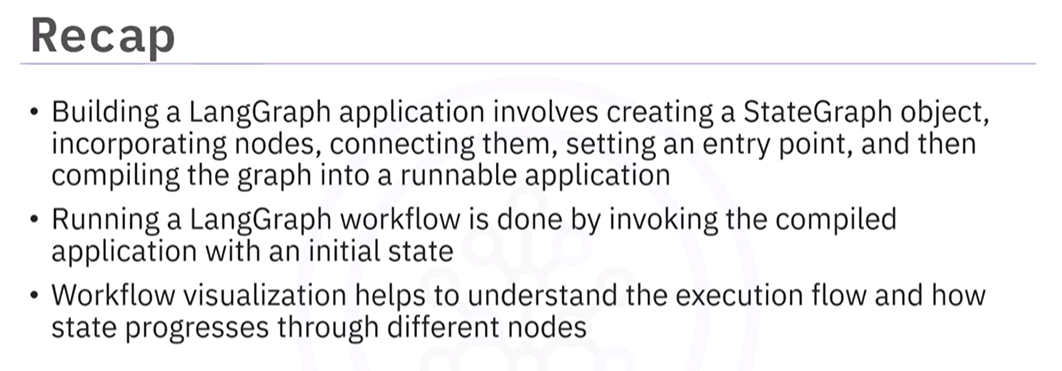 Recap
• Building a LangGraph application involves creating a StateGraph object,
incorporating nodes, connecting them, setting an entry point, and then
compiling the graph into a runnable application
• Running a LangGraph workflow is done by invoking the compiled
application with an initial state
• Workflow visualization helps to understand the execution flow and how
state progresses through different nodes